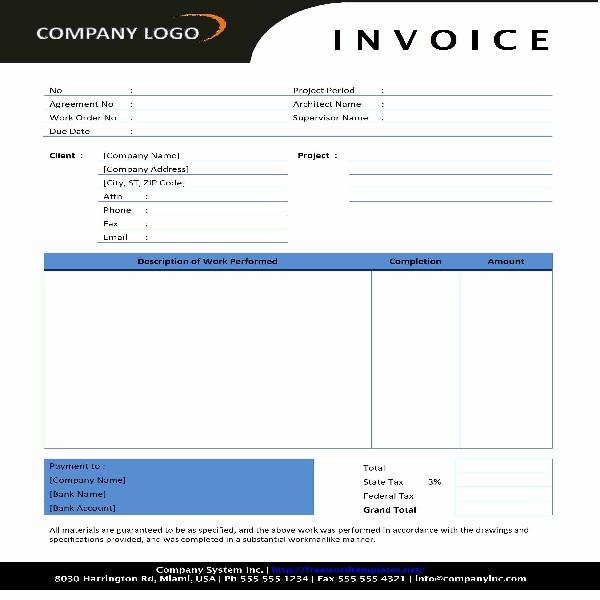 COMPANY LOGO
INVOICE
No :
Project Period :
Agreement No :
Architect Name :
Work Order No :
Supervisor Name :
Due Date :
Client : [Company Name]
Project :
[Company Address]
[City, ST, ZIP Code]
Attn :
Phone :
Fax :
Email :
Description of Work Performed Completion Amount
Payment to :
[Company Name]
[Bank Name]
[Bank Account]
Total
State Tax 3%
Federal Tax
Grand Total
All materials are guaranteed to be as specified, and the above work was performed in accordance with the drawings and
specifications provided, and was completed in a substantial workmanlike manner.
Company System Inc. | http://freewordtemplates.net/
8030 Harrington Rd, Miami, USA | Ph 555 555 1234 | Fax 555 555 4321 | info@companyinc.com